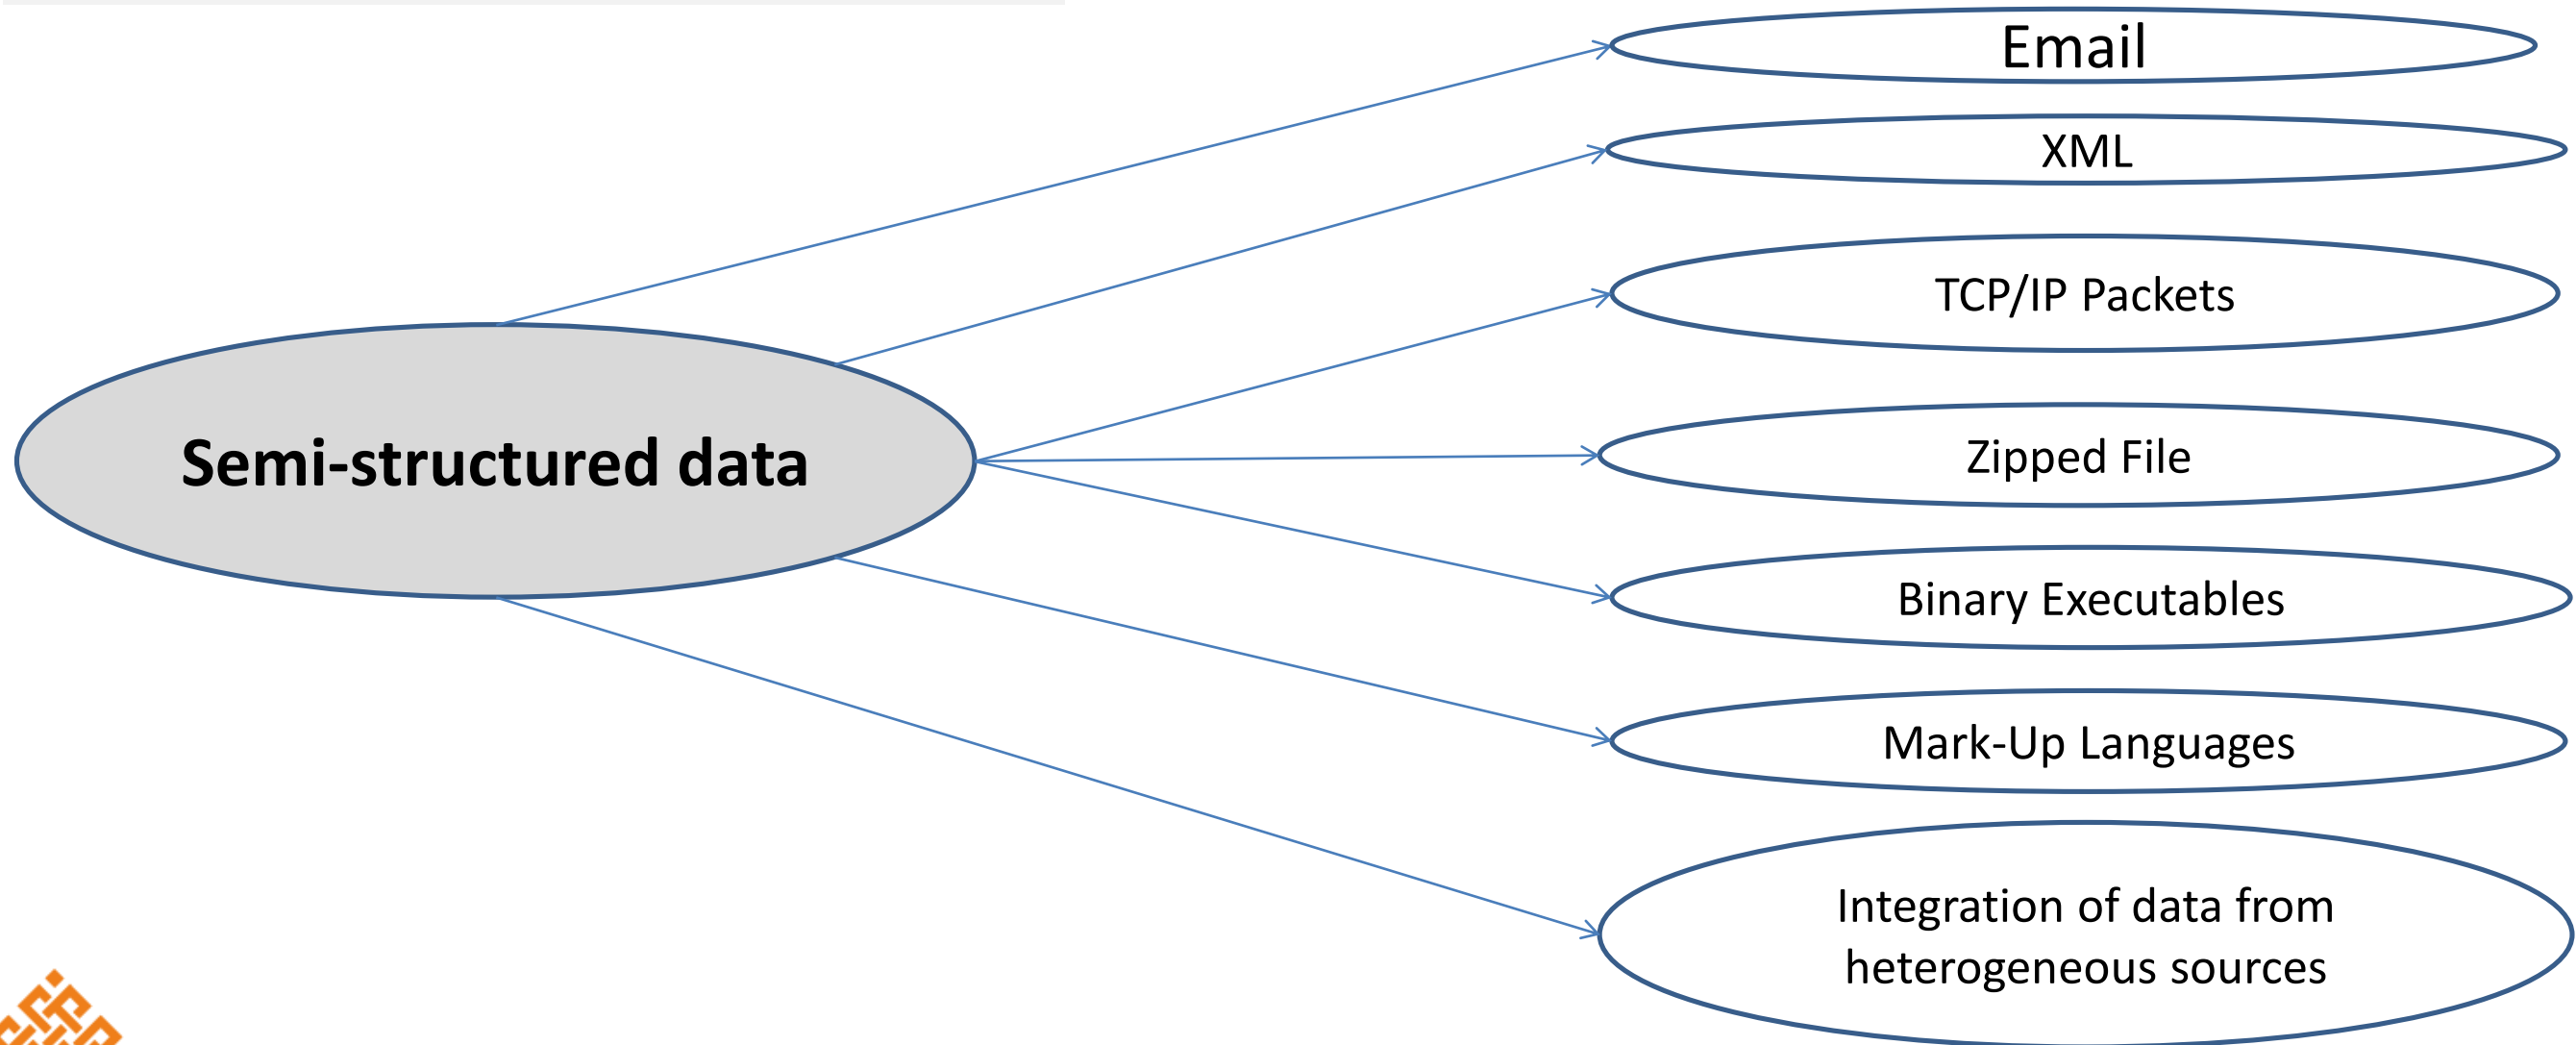 Email
XML
TCP/IP Packets
Semi-structured data
Zipped File
Binary Executables
Mark-Up Languages
Integration of data from
heterogeneous sources